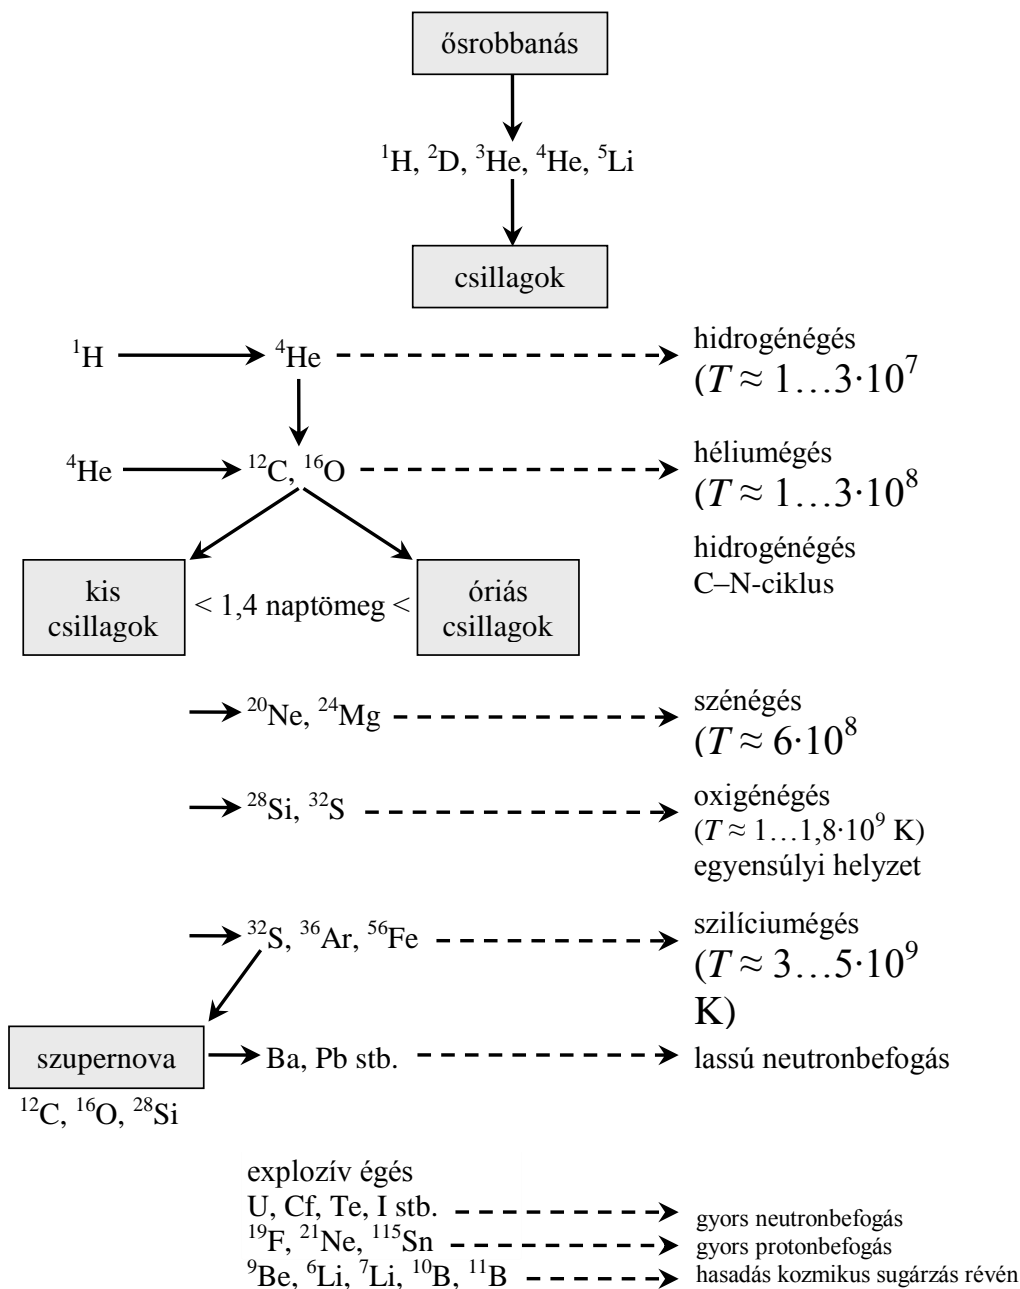 ősrobbanás
¹H, ²D, ³He, ⁴He, ⁵Li
csillagok
¹H ⁴He hidrogénégés
(T ≈ 1…3·10⁷
⁴He ¹²C, ¹⁶O héliumégés
(T ≈ 1…3·10⁸
hidrogénégés
C–N-ciklus
kis
csillagok
< 1,4 naptömeg <
óriás
csillagok
²⁰Ne, ²⁴Mg szénégés
(T ≈ 6·10⁸
²⁸Si, ³²S oxigénégés
(T ≈ 1…1,8·10⁹ K)
egyensúlyi helyzet
³²S, ³⁶Ar, ⁵⁶Fe szilíciumégés
(T ≈ 3…5·10⁹
K)
szupernova Ba, Pb stb. lassú neutronbefogás
¹²C, ¹⁶O, ²⁸Si
explozív égés
U, Cf, Te, I stb. gyors neutronbefogás
¹⁹F, ²¹Ne, ¹¹⁵Sn gyors protonbefogás
⁹Be, ⁶Li, ⁷Li, ¹⁰B, ¹¹B hasadás kozmikus sugárzás révén